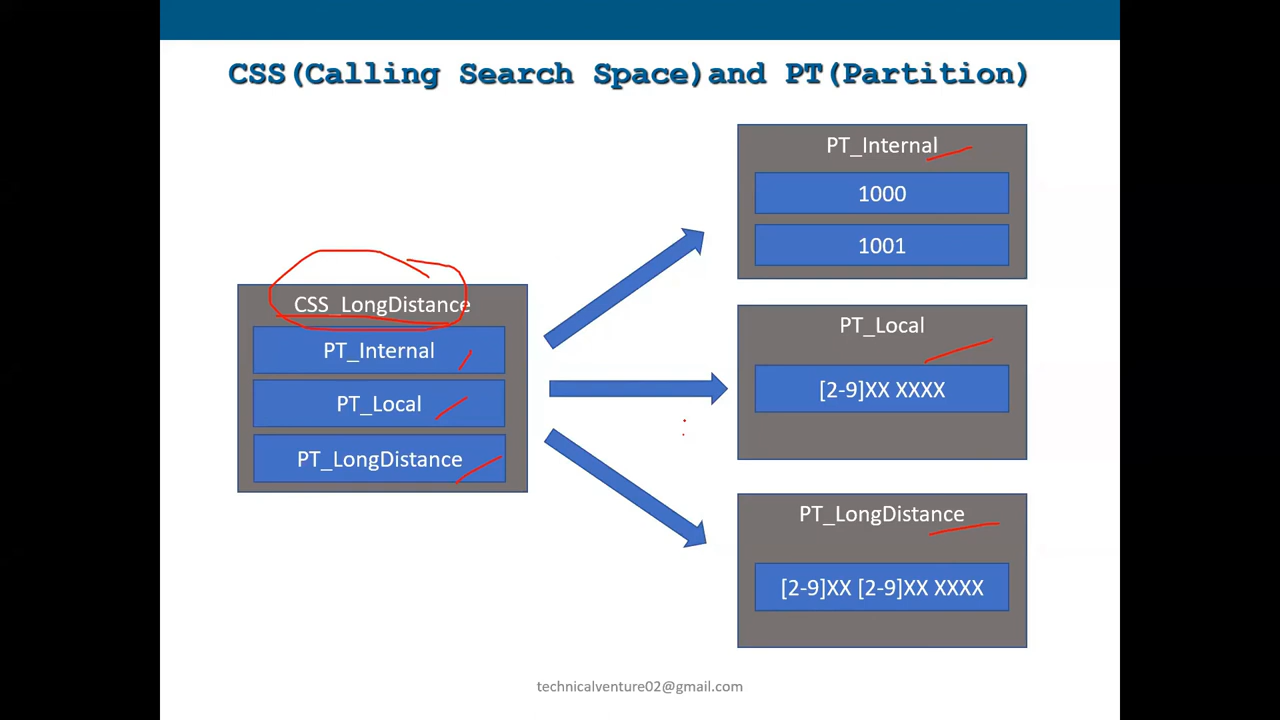 CSS(Calling Search Space)and PT(Partition)
CSS_LongDistance
PT_Internal
PT_Local
PT_LongDistance
PT_Internal
1000
1001
PT_Local
[2-9]XX XXXX
PT_LongDistance
[2-9]XX [2-9]XX XXXX
technicalventure02@gmail.com